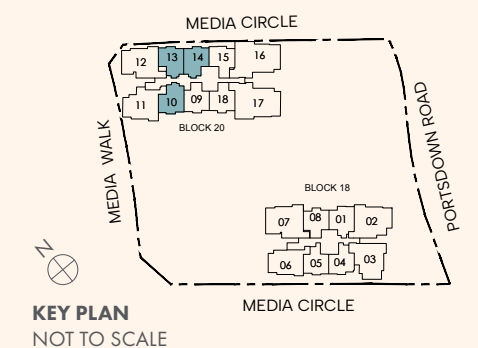 MEDIA CIRCLE
12 13 14 15 16
11 10 09 18 17
BLOCK 20
MEDIA WALK
PORTSDOWN ROAD
BLOCK 18
07 08 01 02
06 05 04 03
N
MEDIA CIRCLE
KEY PLAN
NOT TO SCALE